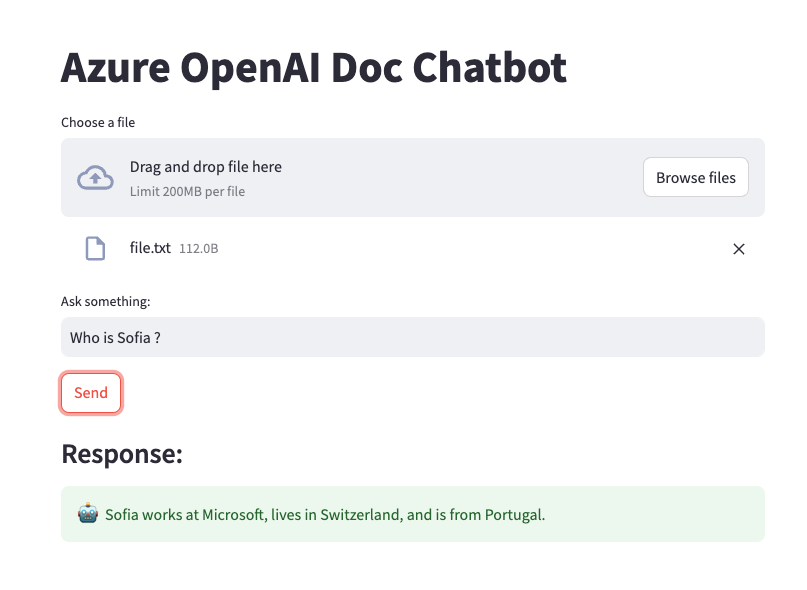 Azure OpenAI Doc Chatbot
Choose a file
Drag and drop file here
Limit 200MB per file
Browse files
file.txt 112.0B
Ask something:
Who is Sofia ?
Send
Response:
Sofia works at Microsoft, lives in Switzerland, and is from Portugal.